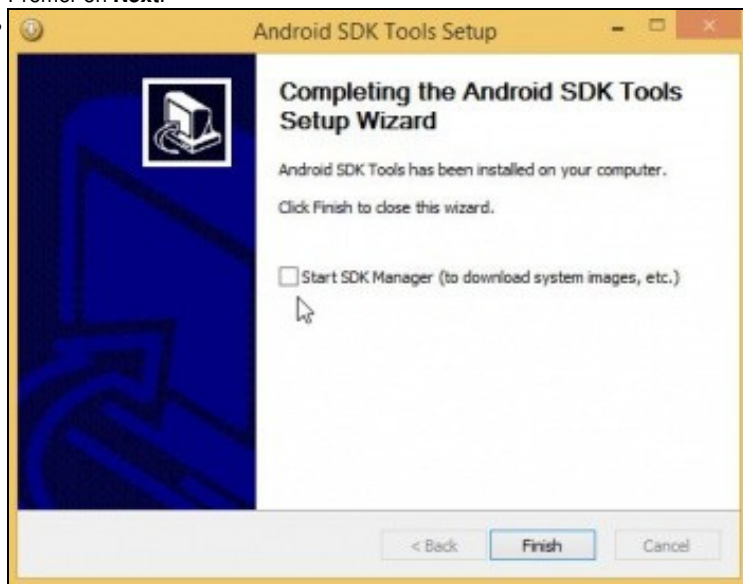 Android SDK Tools Setup
Completing the Android SDK Tools
Setup Wizard
Android SDK Tools has been installed on your computer.
Click Finish to close this wizard.
Start SDK Manager (to download system images, etc.)
< Back Finish Cancel